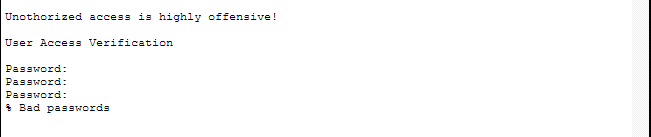 Unothorized access is highly offensive!
User Access Verification
Password:
Password:
Password:
% Bad passwords